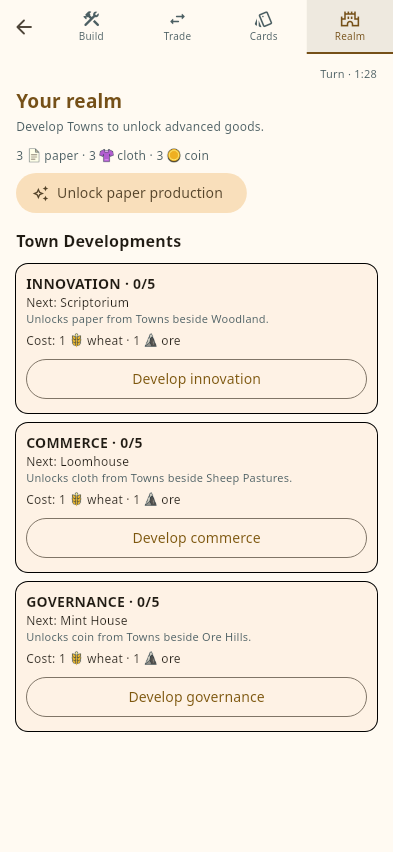 Build
Trade
Cards
Realm
Turn · 1:28
Your realm
Develop Towns to unlock advanced goods.
3 paper · 3 cloth · 3 coin
Unlock paper production
Town Developments
INNOVATION · 0/5
Next: Scriptorium
Unlocks paper from Towns beside Woodland.
Cost: 1 wheat · 1 ore
Develop innovation
COMMERCE · 0/5
Next: Loomhouse
Unlocks cloth from Towns beside Sheep Pastures.
Cost: 1 wheat · 1 ore
Develop commerce
GOVERNANCE · 0/5
Next: Mint House
Unlocks coin from Towns beside Ore Hills.
Cost: 1 wheat · 1 ore
Develop governance